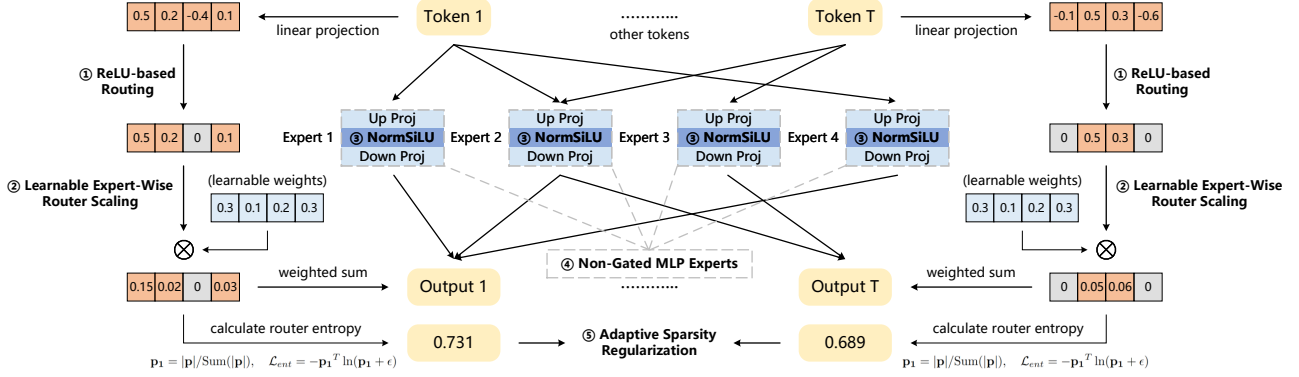 0.5 0.2 -0.4 0.1
linear projection
Token 1
...........
other tokens
Token T
linear projection
-0.1 0.5 0.3 -0.6
① ReLU-based
Routing
① ReLU-based
Routing
0.5 0.2 0 0.1
Expert 1
Up Proj
③ NormSiLU
Down Proj
Expert 2
Up Proj
③ NormSiLU
Down Proj
Expert 3
Up Proj
③ NormSiLU
Down Proj
Expert 4
Up Proj
③ NormSiLU
Down Proj
0 0.5 0.3 0
② Learnable Expert-Wise
Router Scaling
(learnable weights)
0.3 0.1 0.2 0.3
(learnable weights)
0.3 0.1 0.2 0.3
② Learnable Expert-Wise
Router Scaling
④ Non-Gated MLP Experts
0.15 0.02 0 0.03
weighted sum
Output 1
...........
Output T
weighted sum
0 0.05 0.06 0
calculate router entropy
0.731
⑤ Adaptive Sparsity
Regularization
0.689
calculate router entropy
p₁ = |p|/Sum(|p|), ℒₑₙₜ = −p₁ᵀ ln(p₁ + ϵ)
p₁ = |p|/Sum(|p|), ℒₑₙₜ = −p₁ᵀ ln(p₁ + ϵ)